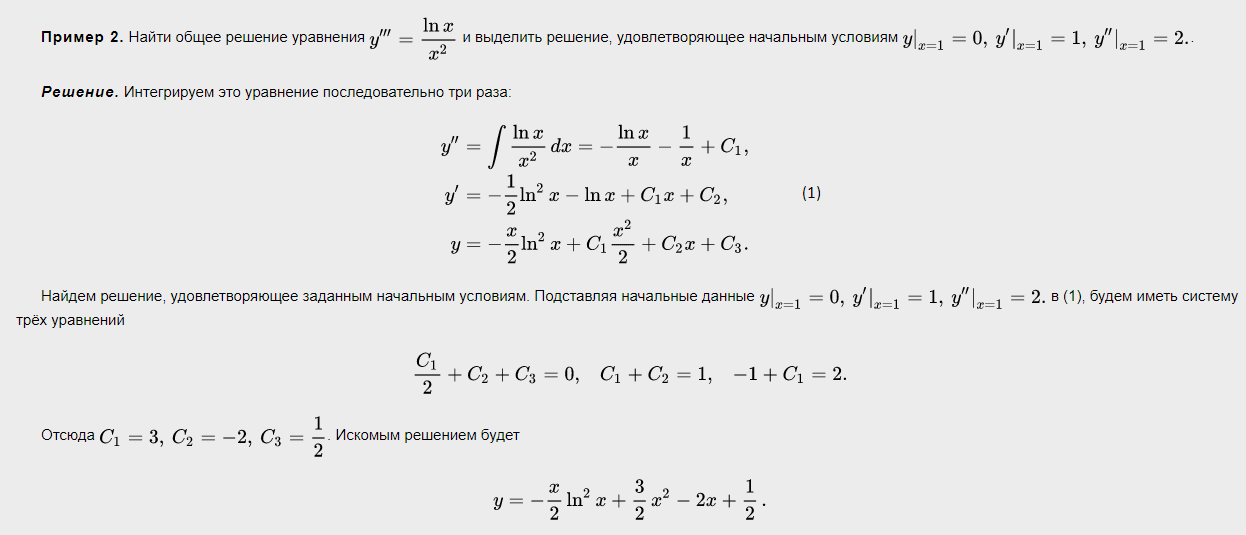 Пример 2. Найти общее решение уравнения y''' = \frac{\ln x}{x^2} и выделить решение, удовлетворяющее начальным условиям y|_{x=1} = 0, y'|_{x=1} = 1, y''|_{x=1} = 2..
Решение. Интегрируем это уравнение последовательно три раза:
y'' = \int \frac{\ln x}{x^2} dx = -\frac{\ln x}{x} - \frac{1}{x} + C_1,
y' = -\frac{1}{2} \ln^2 x - \ln x + C_1 x + C_2, (1)
y = -\frac{x}{2} \ln^2 x + C_1 \frac{x^2}{2} + C_2 x + C_3.
Найдем решение, удовлетворяющее заданным начальным условиям. Подставляя начальные данные y|_{x=1} = 0, y'|_{x=1} = 1, y''|_{x=1} = 2. в (1), будем иметь систему
трёх уравнений
\frac{C_1}{2} + C_2 + C_3 = 0, C_1 + C_2 = 1, -1 + C_1 = 2.
Отсюда C_1 = 3, C_2 = -2, C_3 = \frac{1}{2}. Искомым решением будет
y = -\frac{x}{2} \ln^2 x + \frac{3}{2} x^2 - 2x + \frac{1}{2}.